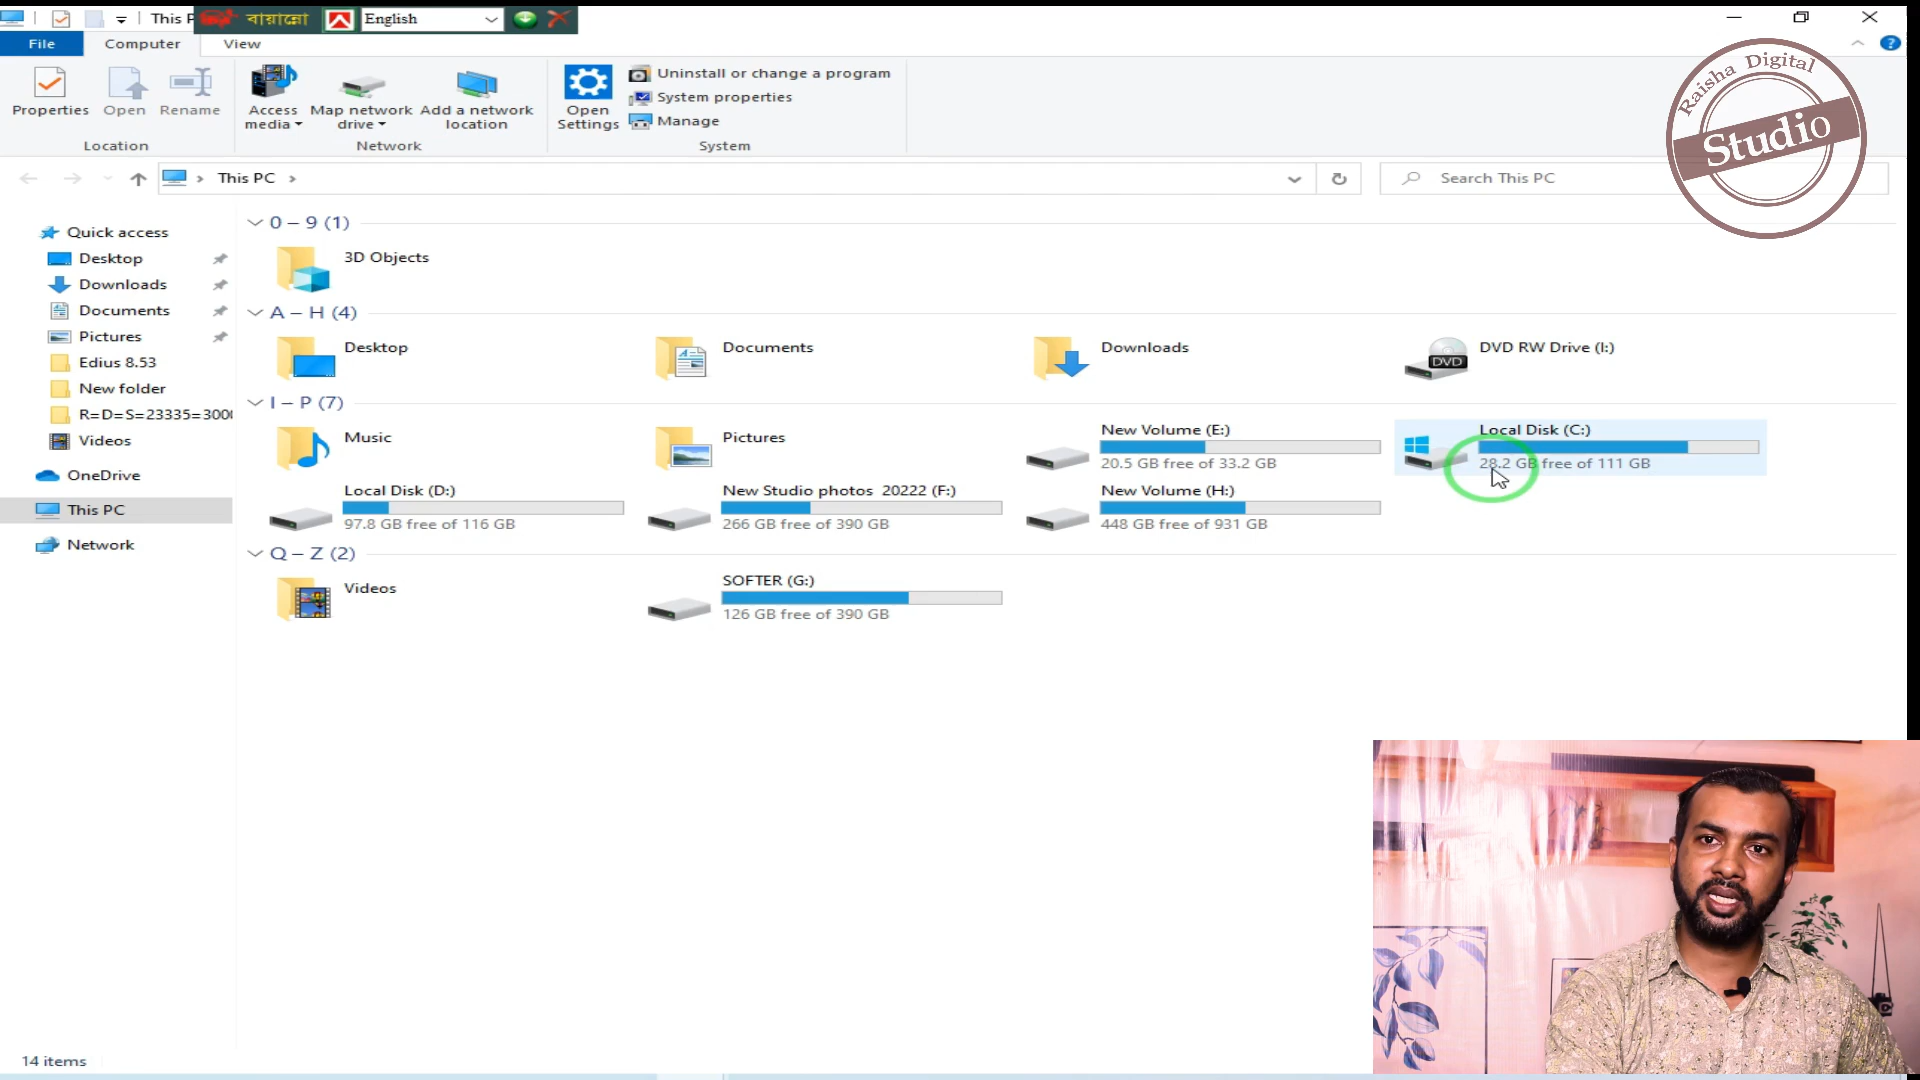 This P
বায়ান্নো
English
File
Computer
View
Properties
Open
Rename
Access media
Map network drive
Add a network location
Open Settings
Uninstall or change a program
System properties
Manage
Location
Network
System
Raisha Digital
Studio
This PC
Search This PC
Quick access
Desktop
Downloads
Documents
Pictures
Edius 8.53
New folder
R=D=S=23335=300
Videos
OneDrive
This PC
Network
0 – 9 (1)
3D Objects
A – H (4)
Desktop
Documents
Downloads
DVD RW Drive (I:)
DVD
I – P (7)
Music
Pictures
New Volume (E:)
20.5 GB free of 33.2 GB
Local Disk (C:)
28.2 GB free of 111 GB
Local Disk (D:)
97.8 GB free of 116 GB
New Studio photos 20222 (F:)
266 GB free of 390 GB
New Volume (H:)
448 GB free of 931 GB
Q – Z (2)
Videos
SOFTER (G:)
126 GB free of 390 GB
14 items